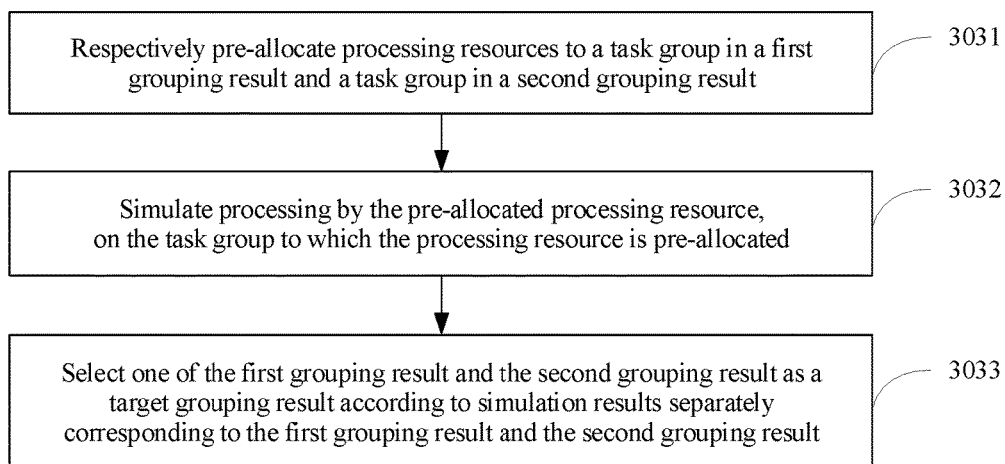 Respectively pre-allocate processing resources to a task group in a first
grouping result and a task group in a second grouping result
3031
Simulate processing by the pre-allocated processing resource,
on the task group to which the processing resource is pre-allocated
3032
Select one of the first grouping result and the second grouping result as a
target grouping result according to simulation results separately
corresponding to the first grouping result and the second grouping result
3033